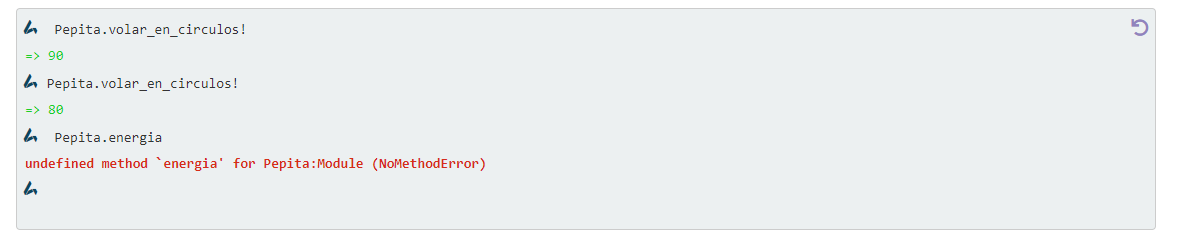 Pepita.volar_en_circulos!
=> 90
Pepita.volar_en_circulos!
=> 80
Pepita.energia
undefined method `energia' for Pepita:Module (NoMethodError)